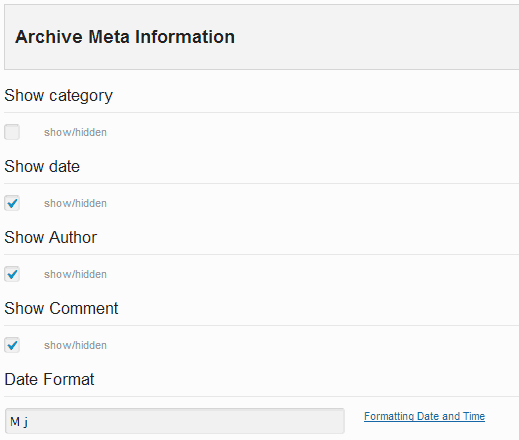 Archive Meta Information
Show category
show/hidden
Show date
show/hidden
Show Author
show/hidden
Show Comment
show/hidden
Date Format
M j Formatting Date and Time